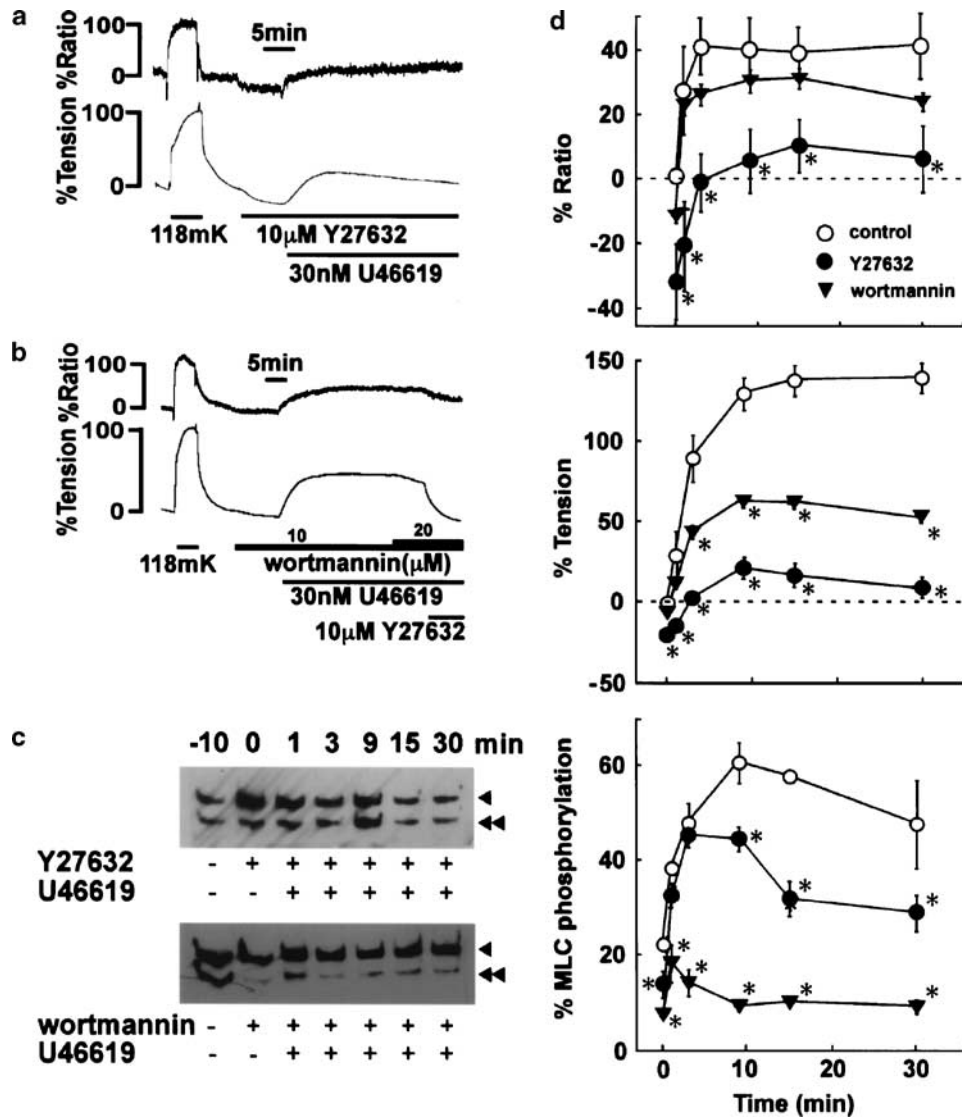 a
%Tension %Ratio
100
0
100
0
5min
118mK
10μM Y27632
30nM U46619
b
%Tension %Ratio
100
0
100
0
5min
10
20
118mK
wortmannin(μM)
30nM U46619
10μM Y27632
c
-10 0 1 3 9 15 30 min
Y27632 - + + + + + +
U46619 - - + + + + +
wortmannin - + + + + + +
U46619 - - + + + + +
d
% Ratio
40
20
0
-20
-40
control
Y27632
wortmannin
* * * * * *
% Tension
150
100
50
0
-50
* * * *
* * * * * *
% MLC phosphorylation
60
40
20
0
* * *
* * * * * * *
0 10 20 30
Time (min)